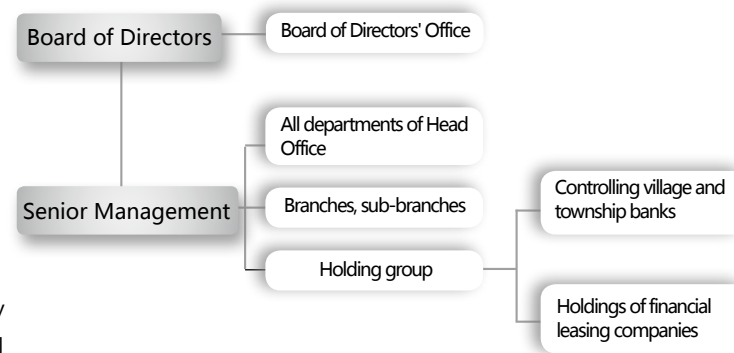 Board of Directors
Board of Directors' Office
All departments of Head
Office
Senior Management
Branches, sub-branches
Holding group
Controlling village and
township banks
Holdings of financial
leasing companies